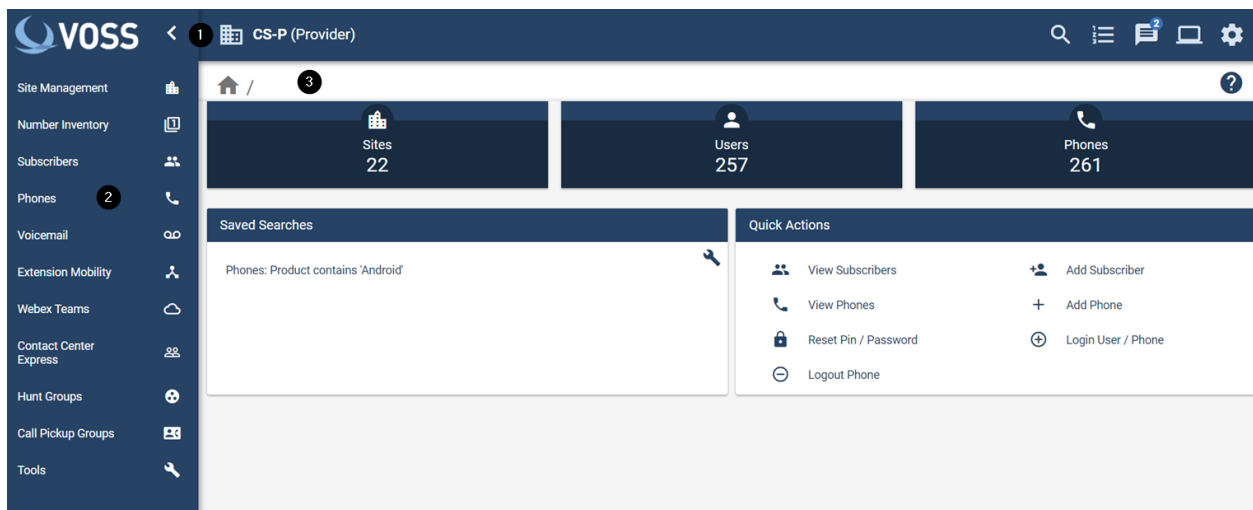 VOSS
1 CS-P (Provider)
2
3
Site Management
Number Inventory
Subscribers
Phones 2
Voicemail
Extension Mobility
Webex Teams
Contact Center
Express
Hunt Groups
Call Pickup Groups
Tools
Sites
22
Users
257
Phones
261
Saved Searches
Phones: Product contains 'Android'
Quick Actions
View Subscribers
Add Subscriber
View Phones
Add Phone
Reset Pin / Password
Login User / Phone
Logout Phone